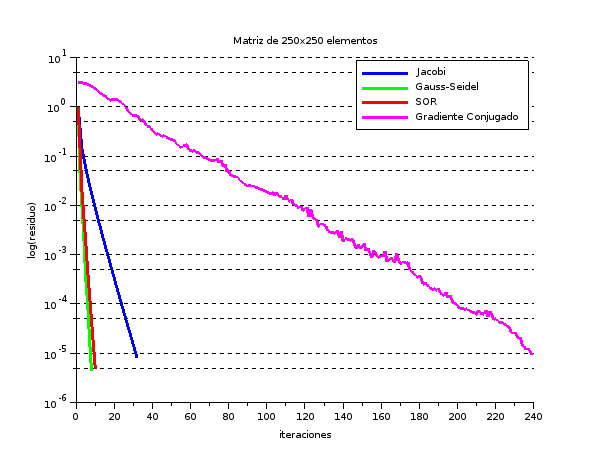 Matriz de 250x250 elementos
10^1
10^0
10^-1
10^-2
10^-3
10^-4
10^-5
10^-6
log(residuo)
Jacobi
Gauss-Seidel
SOR
Gradiente Conjugado
0 20 40 60 80 100 120 140 160 180 200 220 240
iteraciones